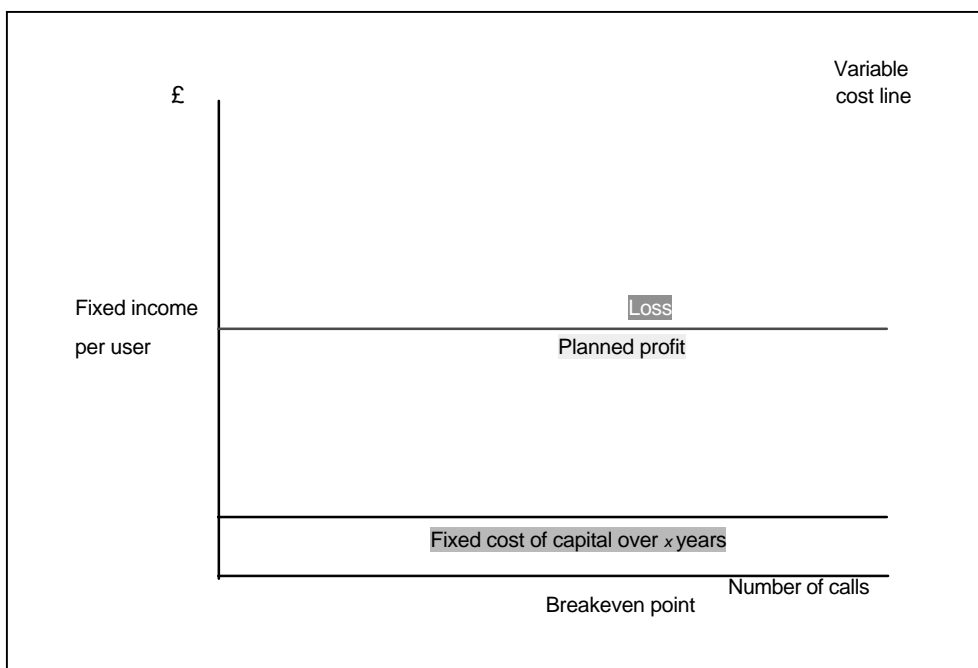 Variable
cost line
£
Fixed income
per user
Loss
Planned profit
Fixed cost of capital over x years
Number of calls
Breakeven point